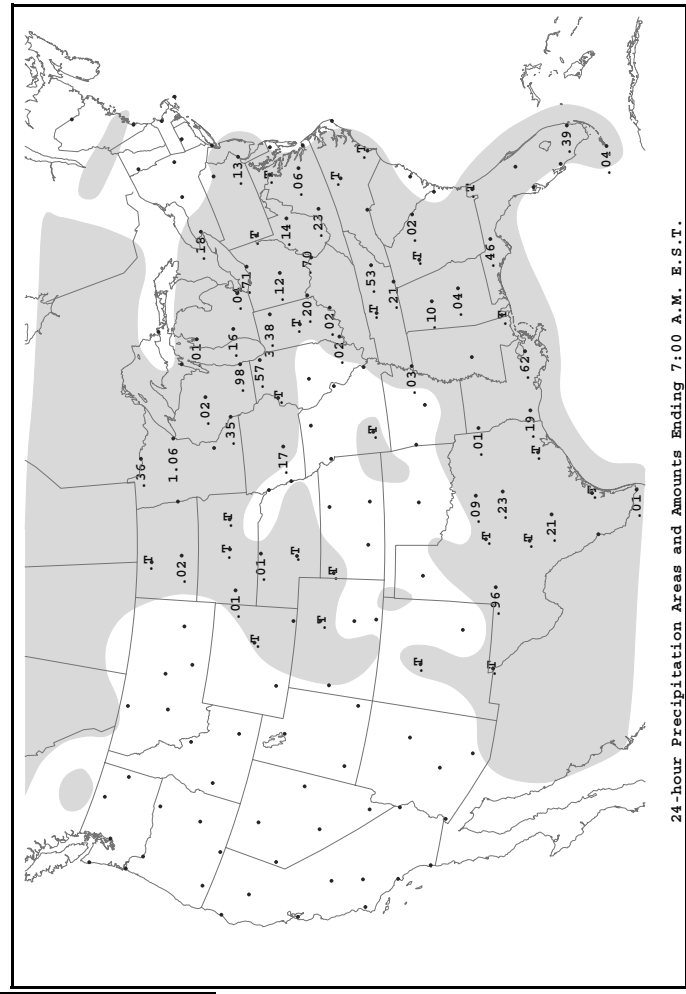 .36
T
1.06
.02
.01
.18
.02
T
T
.35
.16
.01
.04
.13
.98
.71
T
T
.57
.01
T
3.38
T
.12
.17
.14
T
T
.06
.20
.70
.23
T
.02
T
T
.02
T
.53
T
T
.21
.03
.02
T
T
.10
.04
T
.09
.01
T
.46
T
.96
.23
T
.62
T
.19
T
.21
.39
T
.04
.01
24-hour Precipitation Areas and Amounts Ending 7:00 A.M. E.S.T.